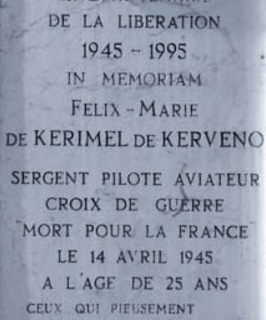 DE LA LIBERATION
1945 - 1995
IN MEMORIAM
FELIX - MARIE
DE KERIMEL DE KERVENO
SERGENT PILOTE AVIATEUR
CROIX DE GUERRE
"MORT POUR LA FRANCE"
LE 14 AVRIL 1945
A L'AGE DE 25 ANS
CEUX QUI PIEUSEMENT